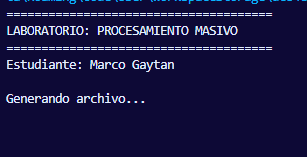 ======================================
LABORATORIO: PROCESAMIENTO MASIVO
======================================
Estudiante: Marco Gaytan
Generando archivo...